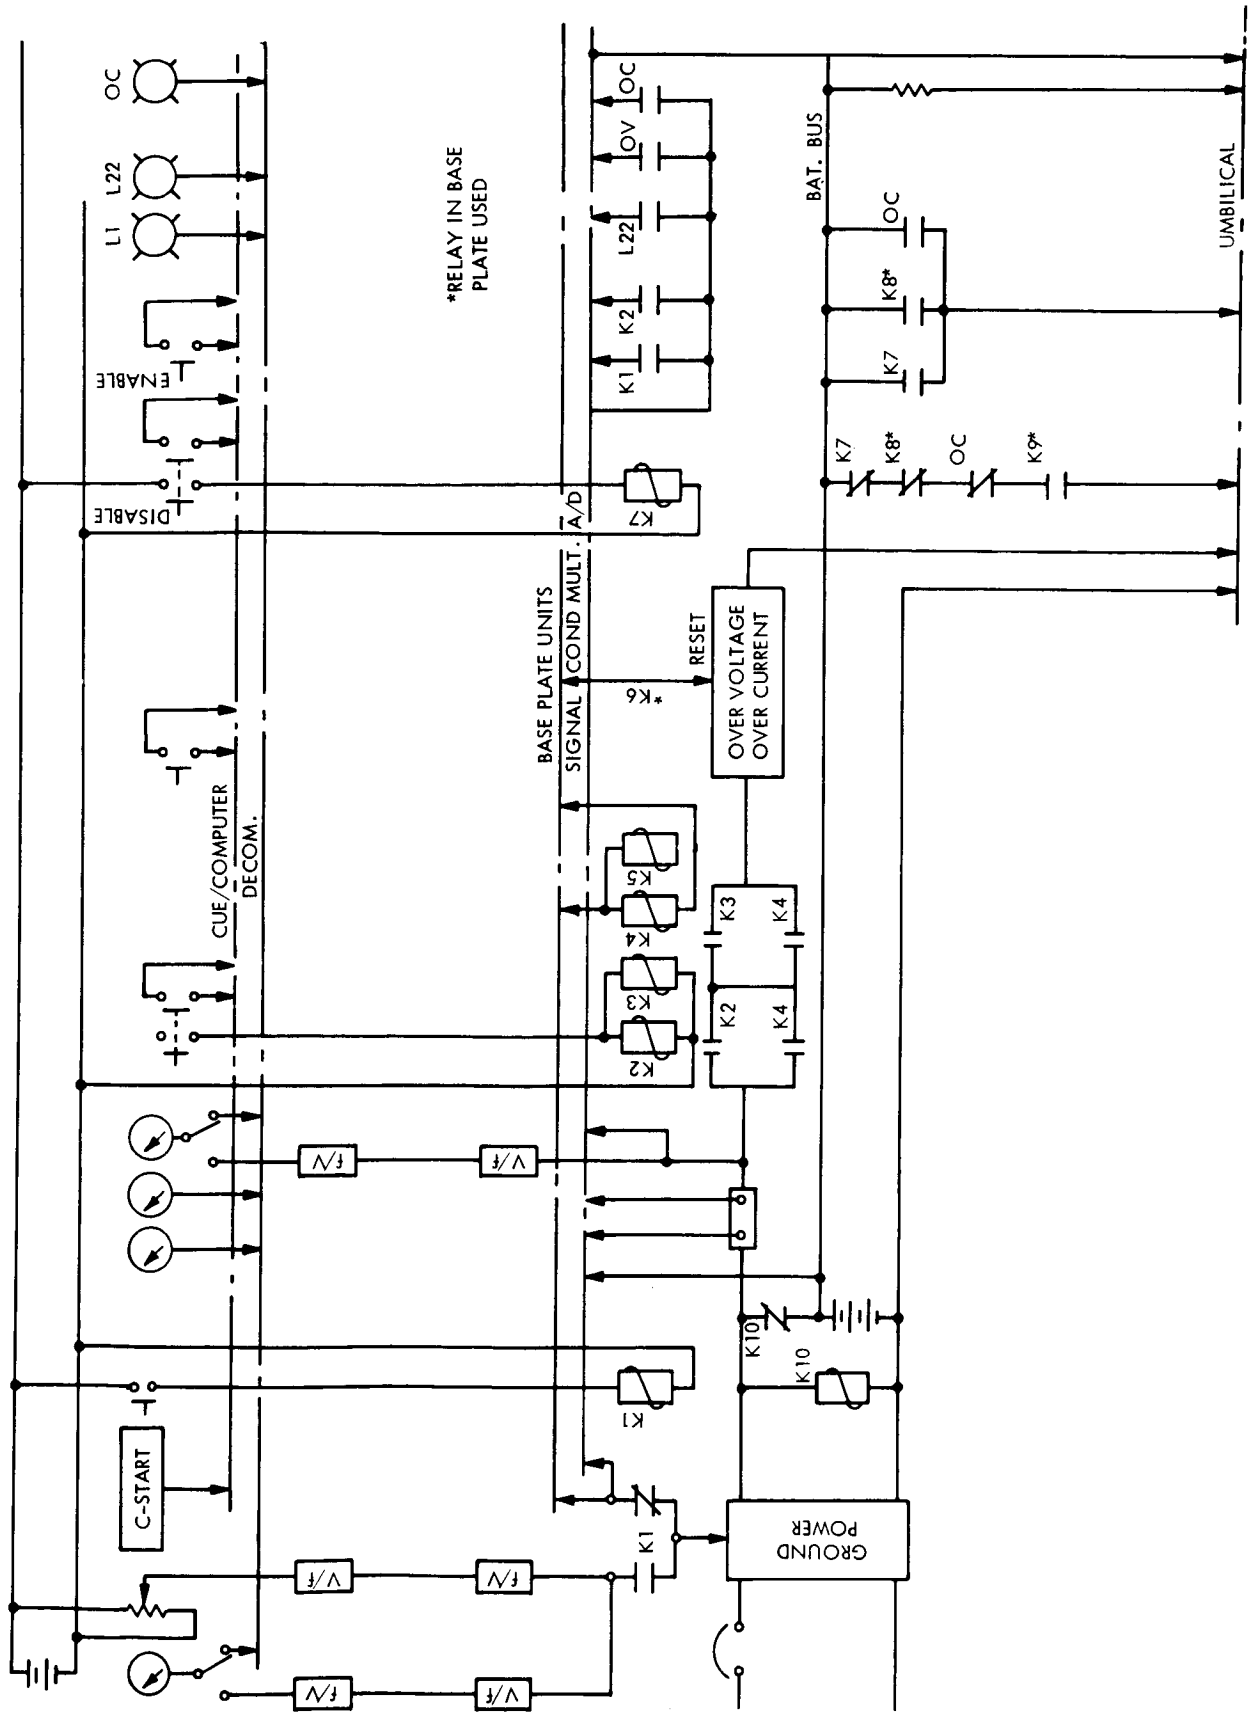 OC
L22
L1
ENABLE
DISABLE
CUE/COMPUTER
DECOM.
C-START
V/f
f/V
f/V
V/f
f/V
V/f
*RELAY IN BASE
PLATE USED
BASE PLATE UNITS
SIGNAL COND MULT. A/D
OC
OV
L22
K2
K1
K7
K5
K4
K3
K2
K1
K1
*K6
RESET
OVER VOLTAGE
OVER CURRENT
K3
K4
K2
K4
K10
K10
GROUND
POWER
BAT. BUS
OC
K8*
K7
K7
K8*
OC
K9*
UMBILICAL